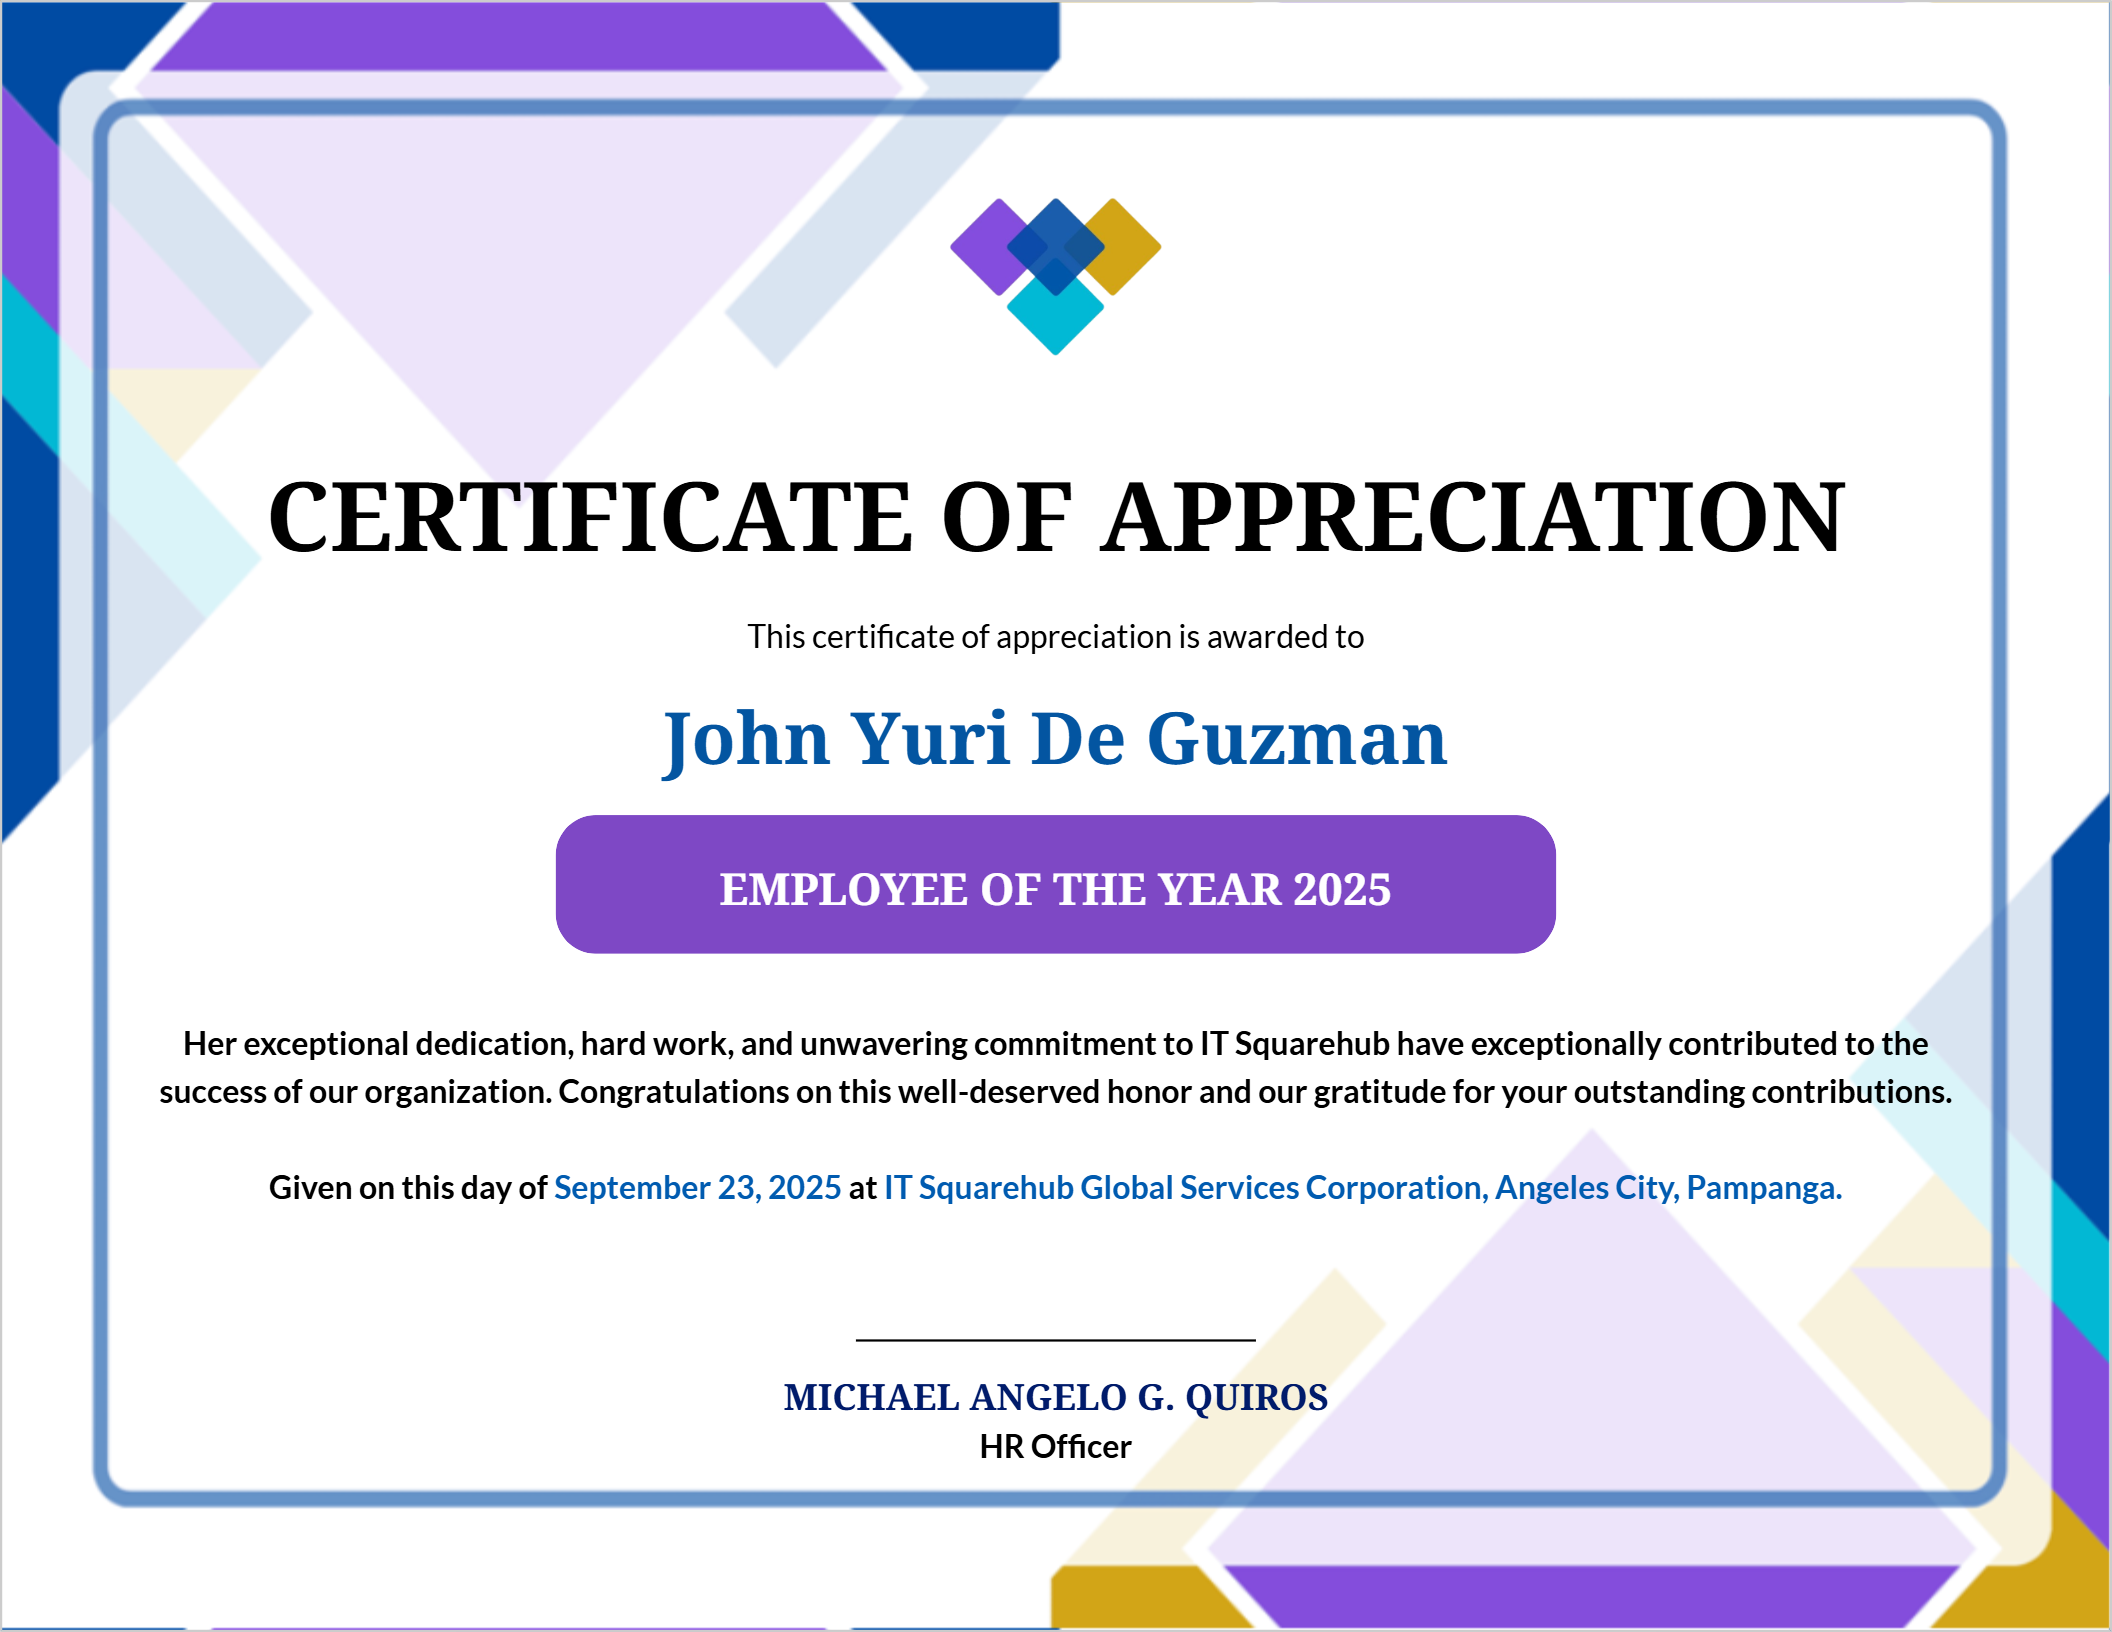 CERTIFICATE OF APPRECIATION
This certificate of appreciation is awarded to
John Yuri De Guzman
EMPLOYEE OF THE YEAR 2025
Her exceptional dedication, hard work, and unwavering commitment to IT Squarehub have exceptionally contributed to the
success of our organization. Congratulations on this well-deserved honor and our gratitude for your outstanding contributions.
Given on this day of September 23, 2025 at IT Squarehub Global Services Corporation, Angeles City, Pampanga.
MICHAEL ANGELO G. QUIROS
HR Officer